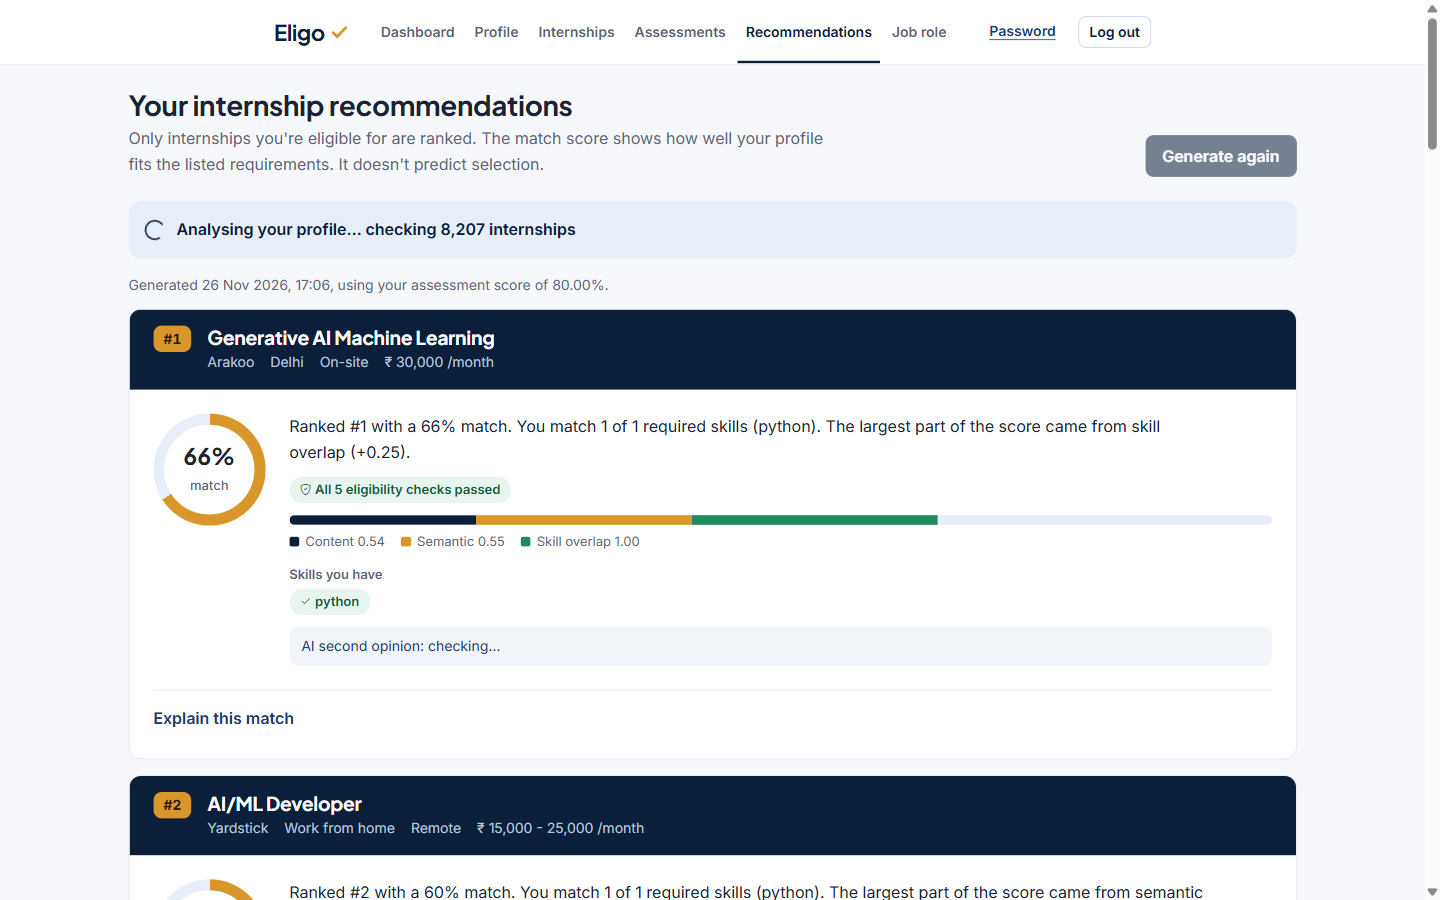 Eligo
Dashboard Profile Internships Assessments Recommendations Job role Password Log out
Your internship recommendations
Only internships you're eligible for are ranked. The match score shows how well your profile
fits the listed requirements. It doesn't predict selection.
Generate again
Analysing your profile... checking 8,207 internships
Generated 26 Nov 2026, 17:06, using your assessment score of 80.00%.
#1 Generative AI Machine Learning
Arakoo Delhi On-site ₹ 30,000 /month
66%
match
Ranked #1 with a 66% match. You match 1 of 1 required skills (python). The largest part of the score came from skill
overlap (+0.25).
All 5 eligibility checks passed
Content 0.54 Semantic 0.55 Skill overlap 1.00
Skills you have
python
AI second opinion: checking...
Explain this match
#2 AI/ML Developer
Yardstick Work from home Remote ₹ 15,000 - 25,000 /month
Ranked #2 with a 60% match. You match 1 of 1 required skills (python). The largest part of the score came from semantic